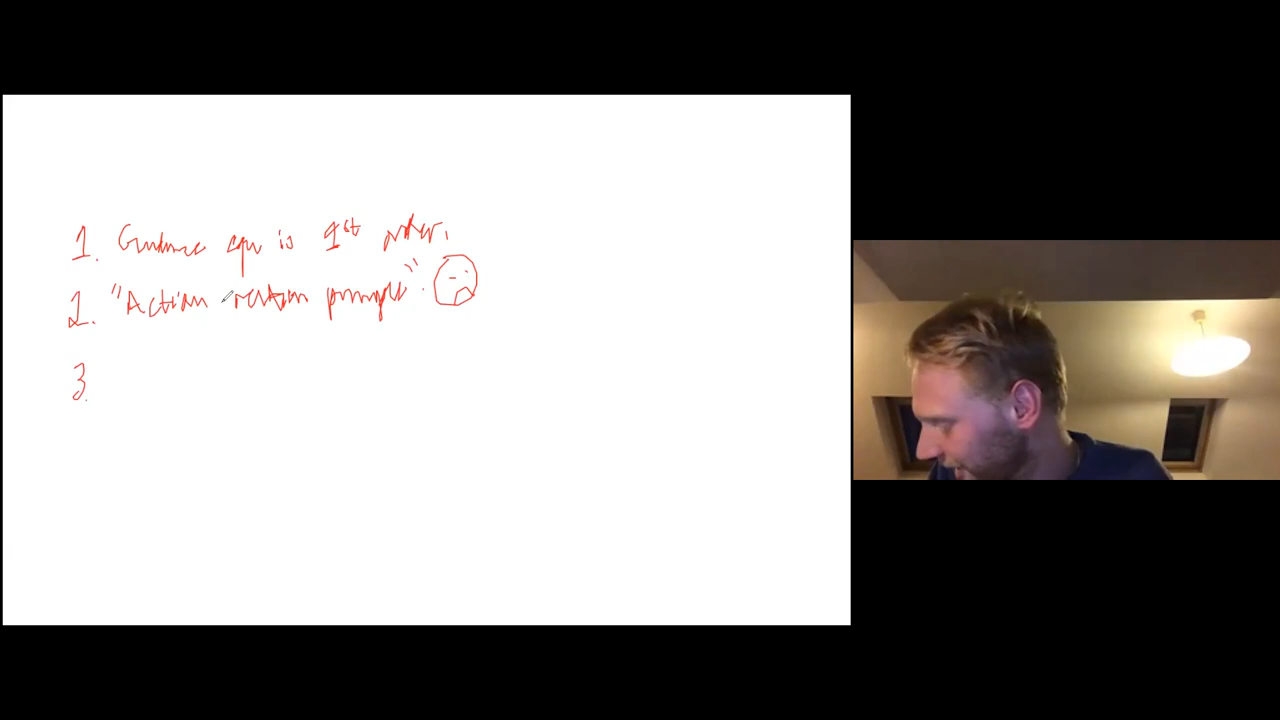 1. Guidance eqn is 1st order.
2. "Action reaction principle".
3.